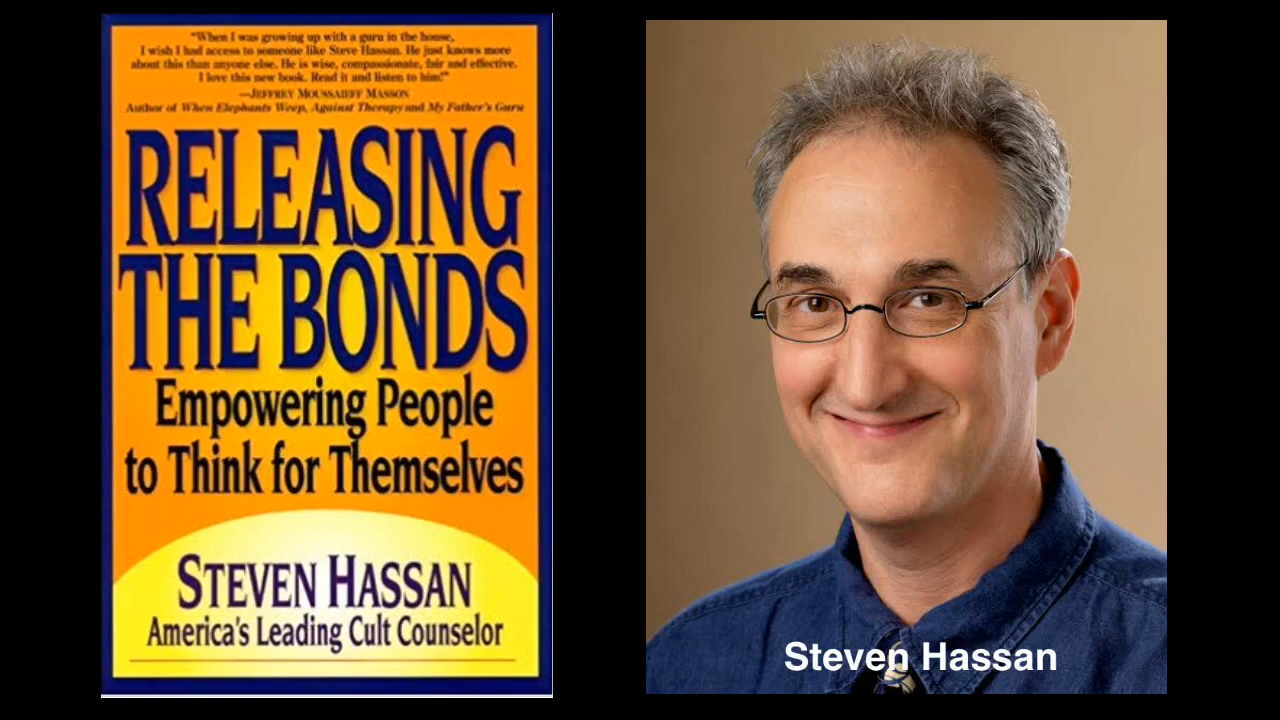 "When I was growing up with a guru in the house,
I wish I had access to someone like Steve Hassan. He just knows more
about this than anyone else. He is wise, compassionate, fair and effective.
I love this new book. Read it and listen to him!"
—JEFFREY MOUSSAIEFF MASSON
Author of When Elephants Weep, Against Therapy and My Father's Guru
RELEASING
THE BONDS
Empowering People
to Think for Themselves
STEVEN HASSAN
America's Leading Cult Counselor
Steven Hassan